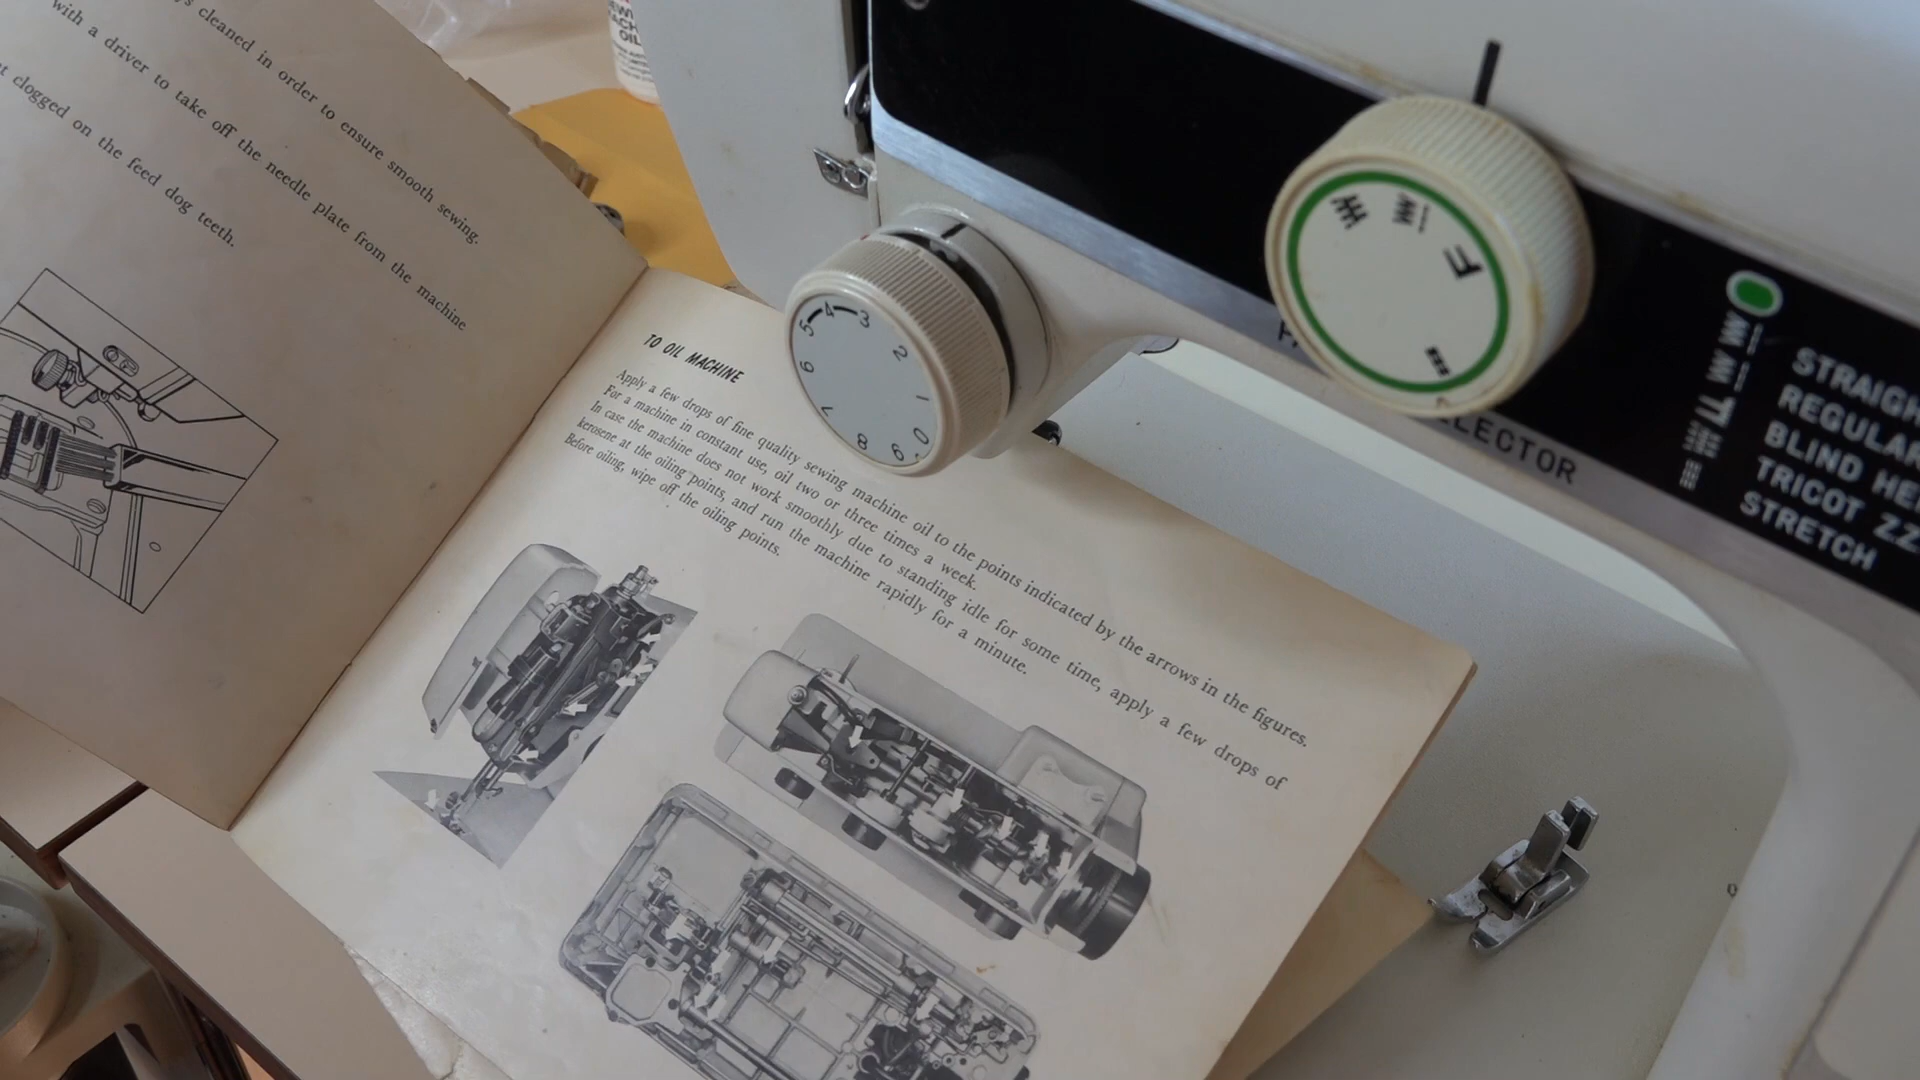 cleaned in order to ensure smooth sewing.
with a driver to take off the needle plate from the machine
clogged on the feed dog teeth.
OIL
TO OIL MACHINE
Apply a few drops of fine quality sewing machine oil to the points indicated by the arrows in the figures.
For a machine in constant use, oil two or three times a week.
In case the machine does not work smoothly due to standing idle for some time, apply a few drops of
kerosene at the oiling points, and run the machine rapidly for a minute.
Before oiling, wipe off the oiling points.
0 1 2 3 4 5 6 7 8 9
F
STRETCH
TRICOT ZZ
BLIND